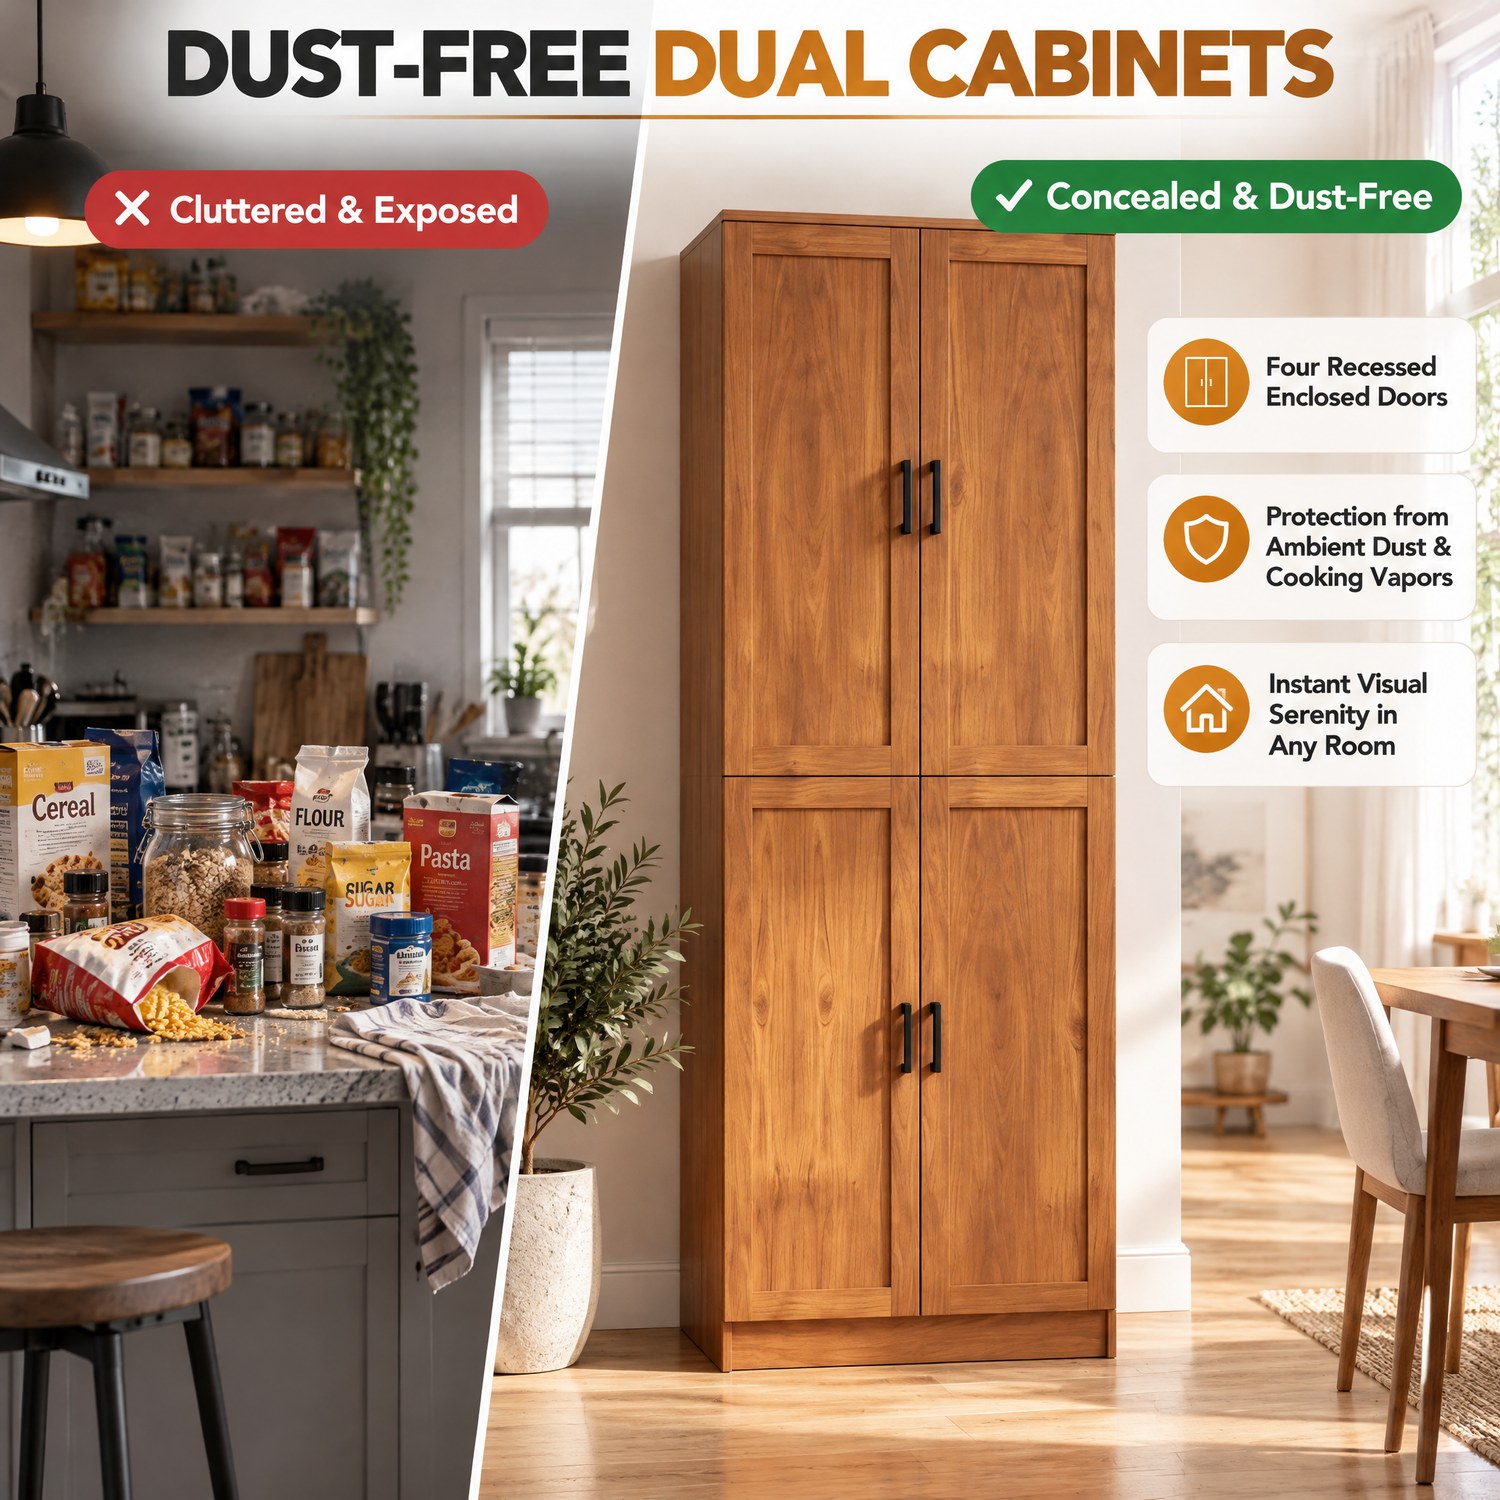 DUST-FREE DUAL CABINETS
Cluttered & Exposed
Concealed & Dust-Free
Four Recessed
Enclosed Doors
Protection from
Ambient Dust &
Cooking Vapors
Instant Visual
Serenity in
Any Room
Cereal
FLOUR
SUGAR
Pasta